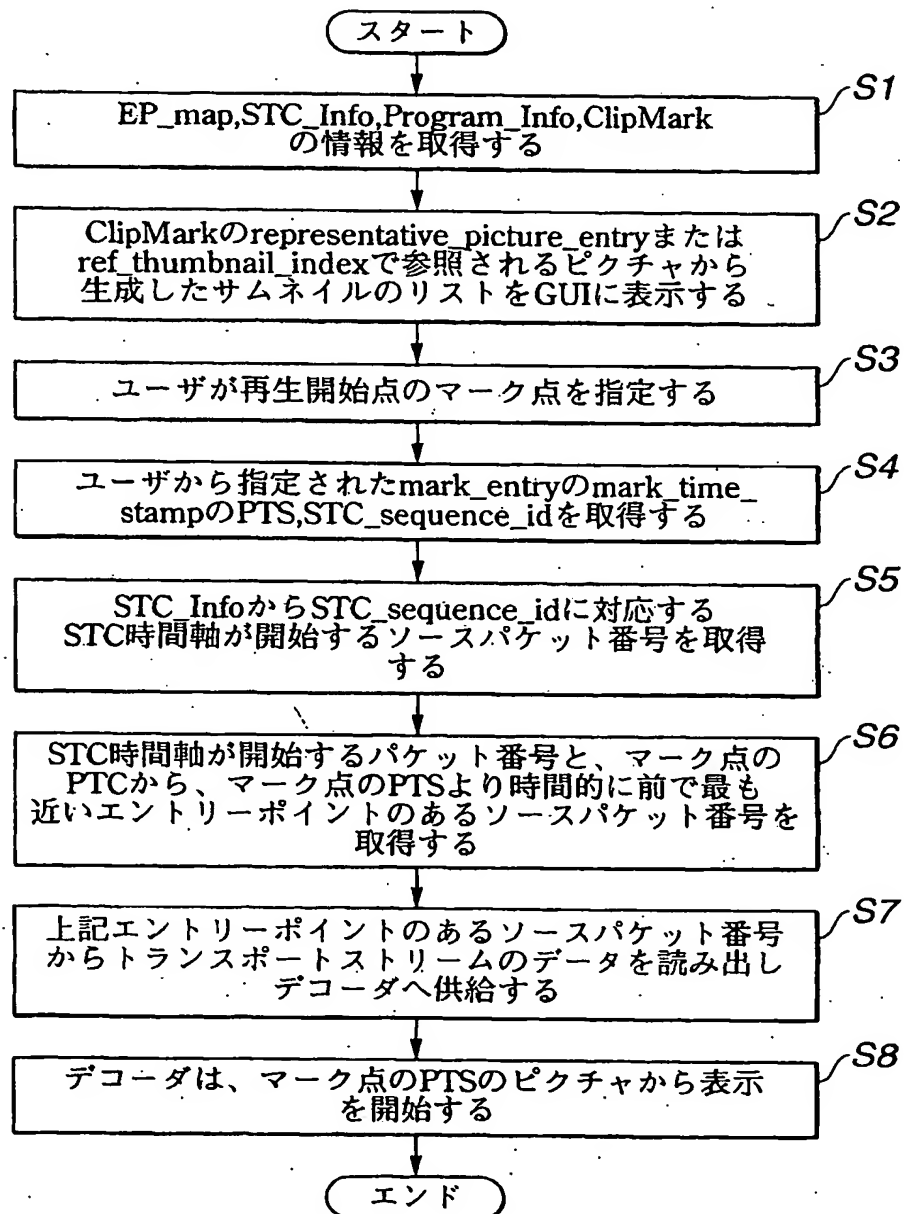 スタート
S1
EP_map,STC_Info,Program_Info,ClipMark
の情報を取得する
S2
ClipMarkのrepresentative_picture_entryまたは
ref_thumbnail_indexで参照されるピクチャから
生成したサムネイルのリストをGUIに表示する
S3
ユーザが再生開始点のマーク点を指定する
S4
ユーザから指定されたmark_entryのmark_time_
stampのPTS,STC_sequence_idを取得する
S5
STC_InfoからSTC_sequence_idに対応する
STC時間軸が開始するソースパケット番号を取得
する
S6
STC時間軸が開始するパケット番号と、マーク点の
PTCから、マーク点のPTSより時間的に前で最も
近いエントリーポイントのあるソースパケット番号を
取得する
S7
上記エントリーポイントのあるソースパケット番号
からトランスポートストリームのデータを読み出し
デコーダへ供給する
S8
デコーダは、マーク点のPTSのピクチャから表示
を開始する
エンド